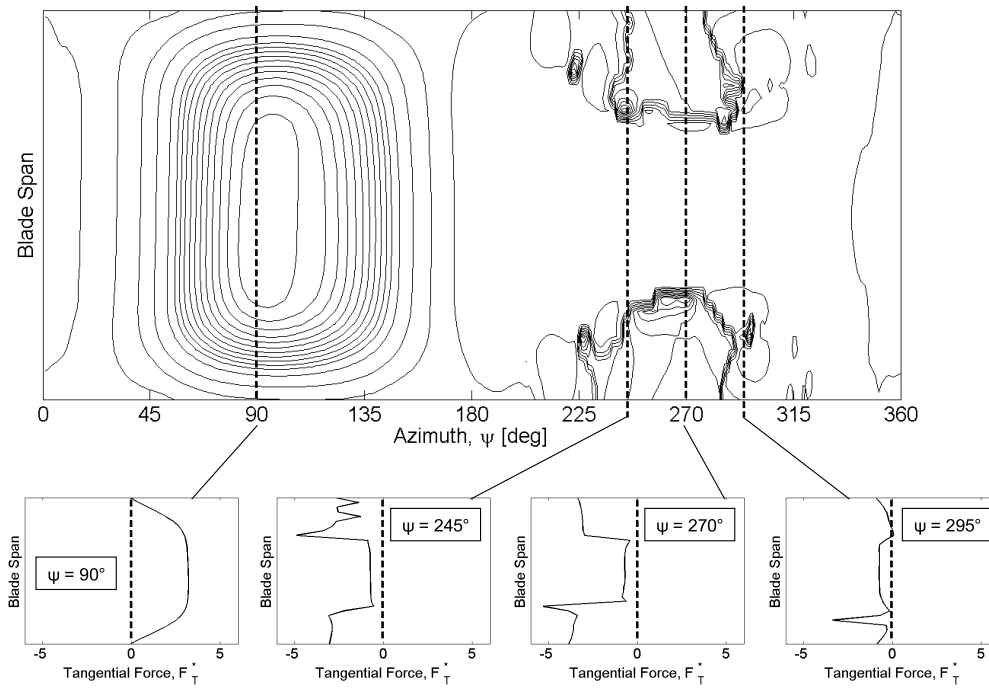 Blade Span
0 45 90 135 180 225 270 315 360
Azimuth, ψ [deg]
Blade Span
ψ = 90°
-5 0 5
Tangential Force, F*T
Blade Span
ψ = 245°
-5 0 5
Tangential Force, F*T
Blade Span
ψ = 270°
-5 0 5
Tangential Force, F*T
Blade Span
ψ = 295°
-5 0 5
Tangential Force, F*T